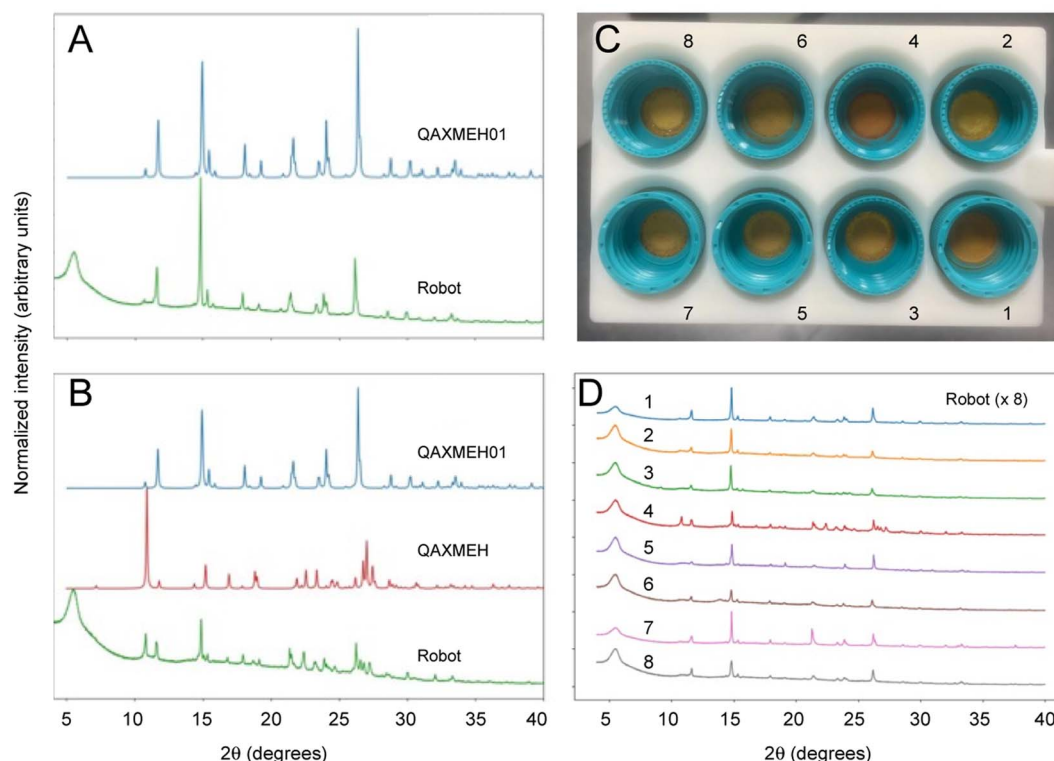 Normalized intensity (arbitrary units)
A
QAXMEH01
Robot
B
QAXMEH01
QAXMEH
Robot
5 10 15 20 25 30 35 40
2θ (degrees)
C
8 6 4 2
7 5 3 1
D
Robot (x 8)
1
2
3
4
5
6
7
8
5 10 15 20 25 30 35 40
2θ (degrees)